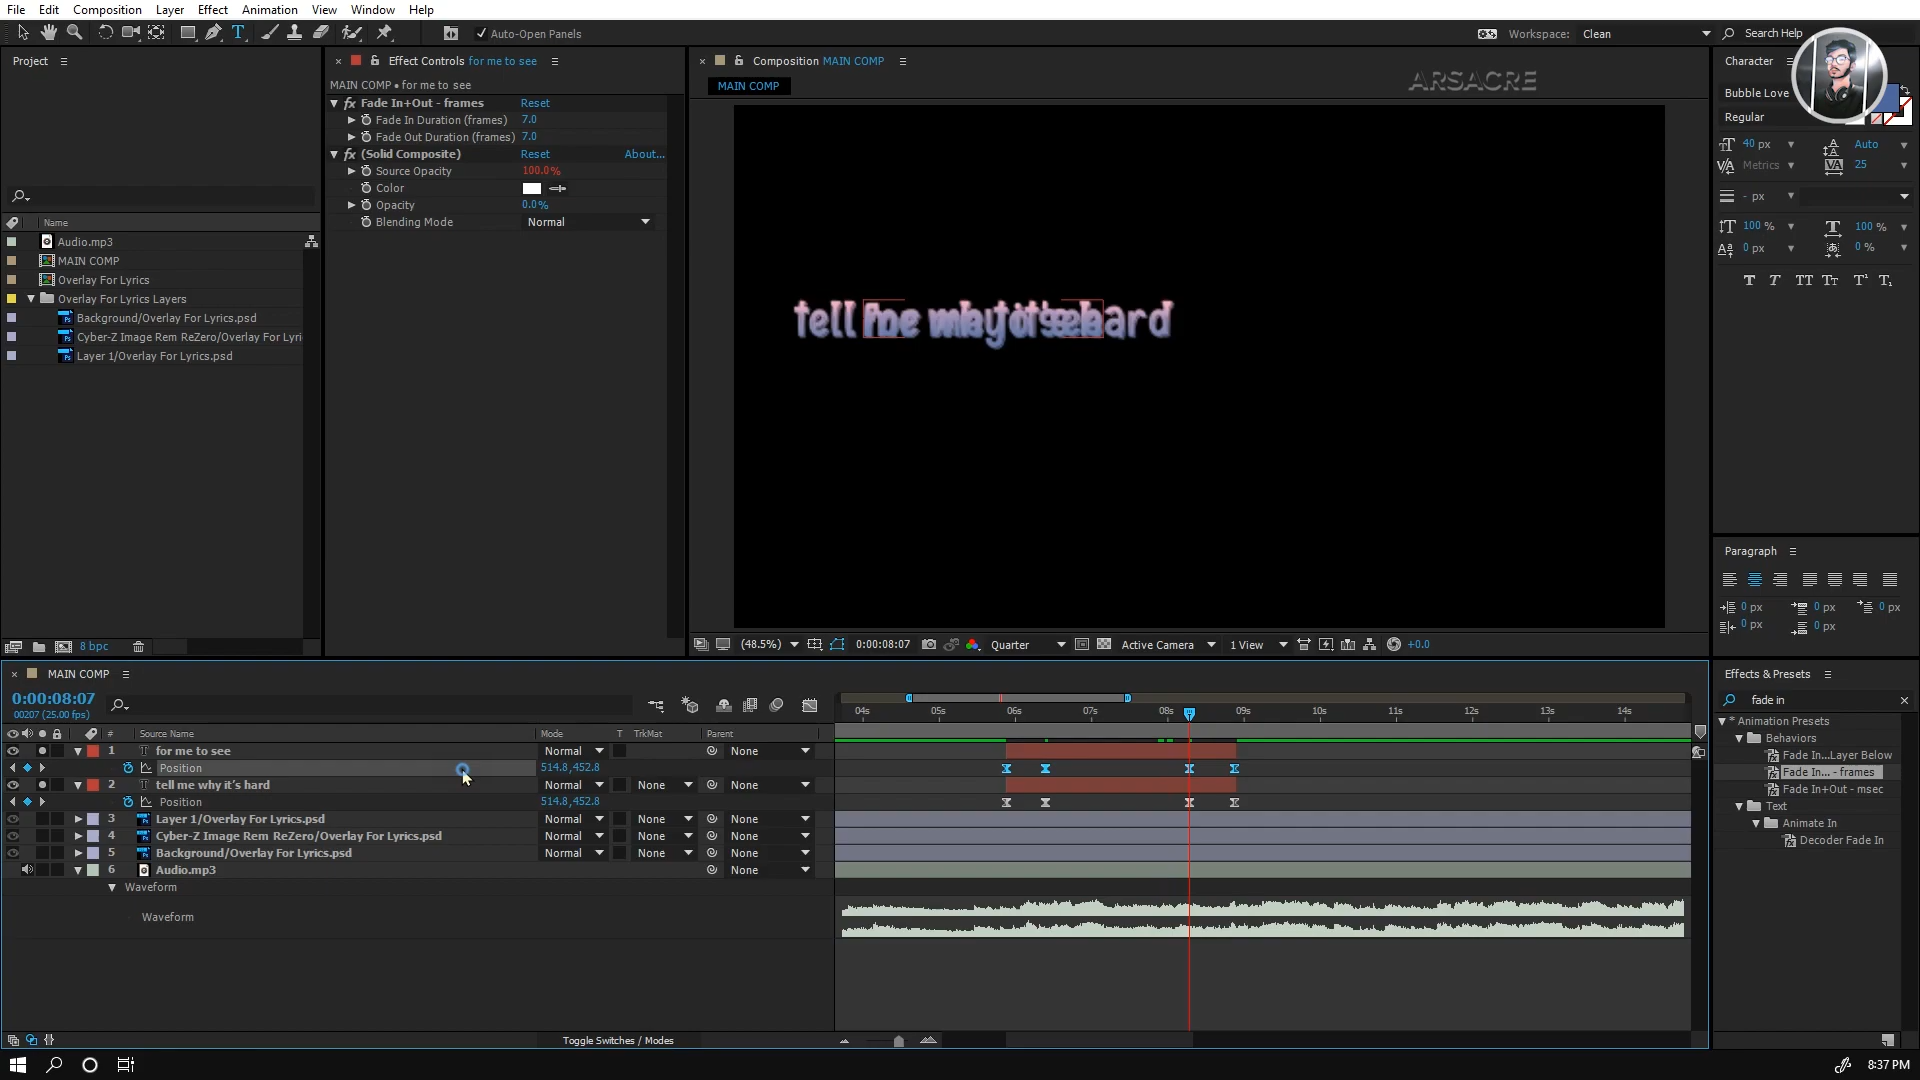 File Edit Composition Layer Effect Animation View Window Help
Auto-Open Panels
Workspace: Clean
Search Help
Project
Effect Controls for me to see
Composition MAIN COMP
ARSACRE
Character
MAIN COMP • for me to see
MAIN COMP
Bubble Love
Regular
Fade In+Out - frames Reset
Fade In Duration (frames) 7.0
Fade Out Duration (frames) 7.0
(Solid Composite) Reset About...
Source Opacity 100.0%
Color
Opacity 0.0%
Blending Mode Normal
40 px Auto
Metrics 25
- px
100 % 100 %
0 px 0 %
Name
Audio.mp3
MAIN COMP
Overlay For Lyrics
Overlay For Lyrics Layers
Background/Overlay For Lyrics.psd
Cyber-Z Image Rem ReZero/Overlay For Lyri
Layer 1/Overlay For Lyrics.psd
Paragraph
0 px 0 px 0 px
0 px 0 px
8 bpc
(48.5%) 0:00:08:07 Quarter Active Camera 1 View +0.0
MAIN COMP
0:00:08:07
00207 (25.00 fps)
04s 05s 06s 07s 08s 09s 10s 11s 12s 13s 14s
# Source Name Mode T TrkMat Parent
1 for me to see Normal None
Position 514.8,452.8
2 tell me why it's hard Normal None None
Position 514.8,452.8
3 Layer 1/Overlay For Lyrics.psd Normal None None
4 Cyber-Z Image Rem ReZero/Overlay For Lyrics.psd Normal None None
5 Background/Overlay For Lyrics.psd Normal None None
6 Audio.mp3 None
Waveform
Waveform
Toggle Switches / Modes
Effects & Presets
fade in
* Animation Presets
Behaviors
Fade In...Layer Below
Fade In... - frames
Fade In+Out - msec
Text
Animate In
Decoder Fade In
8:37 PM